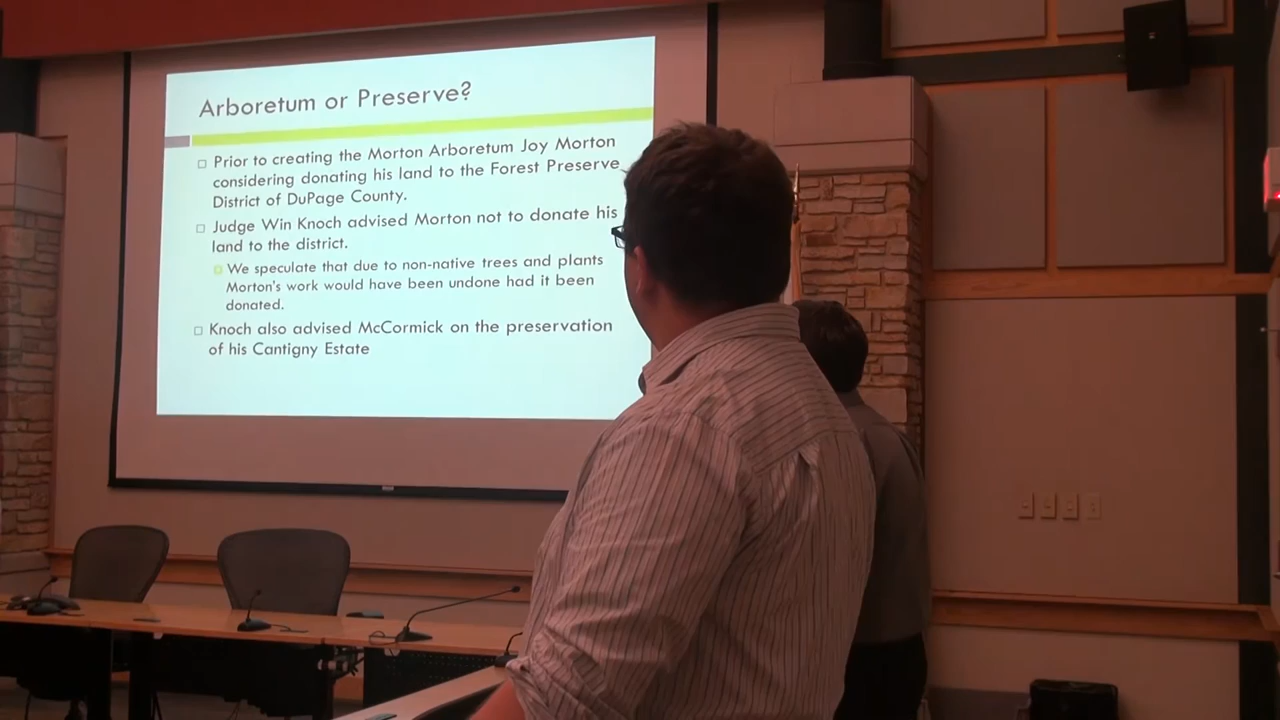 Arboretum or Preserve?
Prior to creating the Morton Arboretum Joy Morton
considering donating his land to the Forest Preserve
District of DuPage County.
Judge Win Knoch advised Morton not to donate his
land to the district.
We speculate that due to non-native trees and plants
Morton's work would have been undone had it been
donated.
Knoch also advised McCormick on the preservation
of his Cantigny Estate